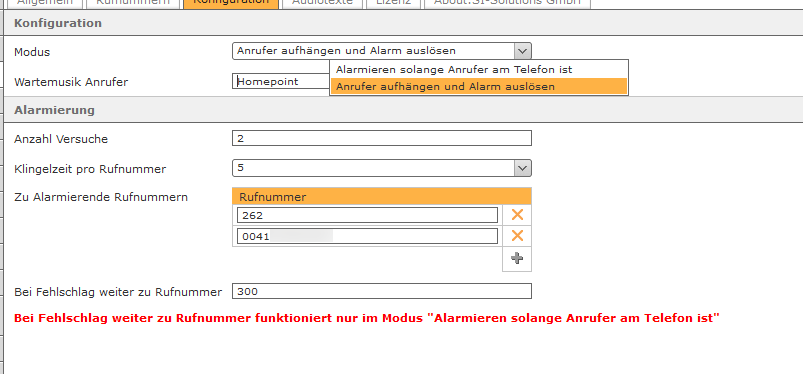 Allgemein Rufnummern Konfiguration Audiotexte Lizenz About:SI-Solutions GmbH
Konfiguration
Modus Anrufer aufhängen und Alarm auslösen
Alarmieren solange Anrufer am Telefon ist
Wartemusik Anrufer Homepoint Anrufer aufhängen und Alarm auslösen
Alarmierung
Anzahl Versuche 2
Klingelzeit pro Rufnummer 5
Zu Alarmierende Rufnummern Rufnummer
262
0041
Bei Fehlschlag weiter zu Rufnummer 300
Bei Fehlschlag weiter zu Rufnummer funktioniert nur im Modus "Alarmieren solange Anrufer am Telefon ist"